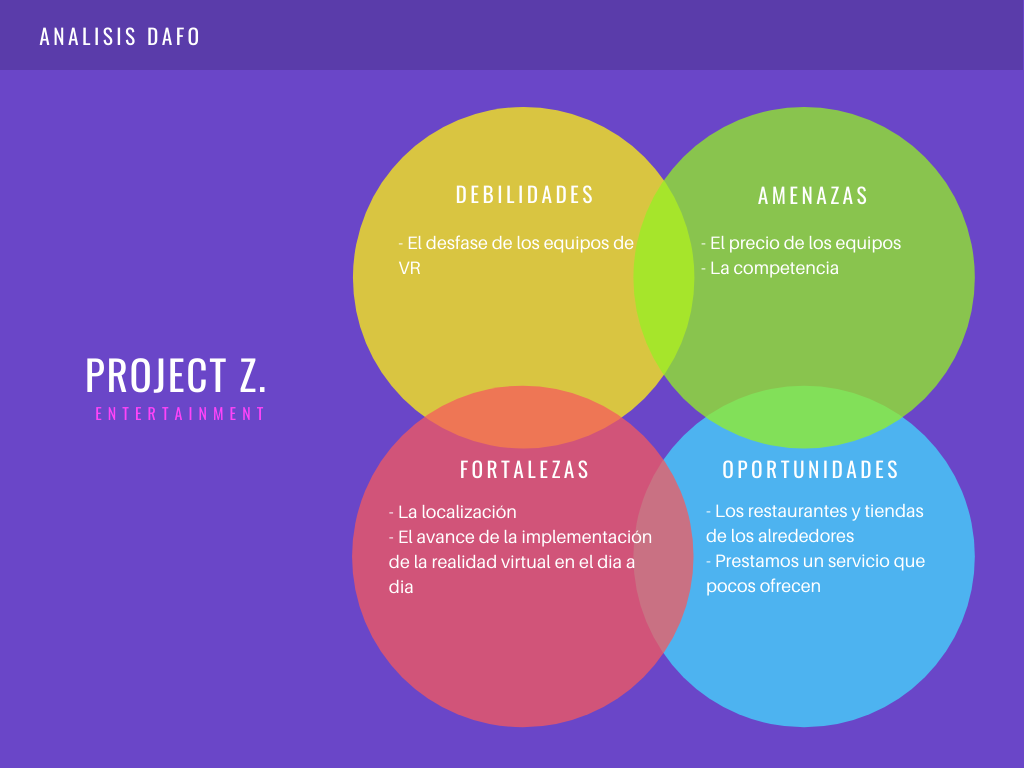 ANALISIS DAFO
DEBILIDADES
- El desfase de los equipos de
VR
AMENAZAS
- El precio de los equipos
- La competencia
PROJECT Z.
ENTERTAINMENT
FORTALEZAS
- La localización
- El avance de la implementación
de la realidad virtual en el dia a
dia
OPORTUNIDADES
- Los restaurantes y tiendas
de los alrededores
- Prestamos un servicio que
pocos ofrecen